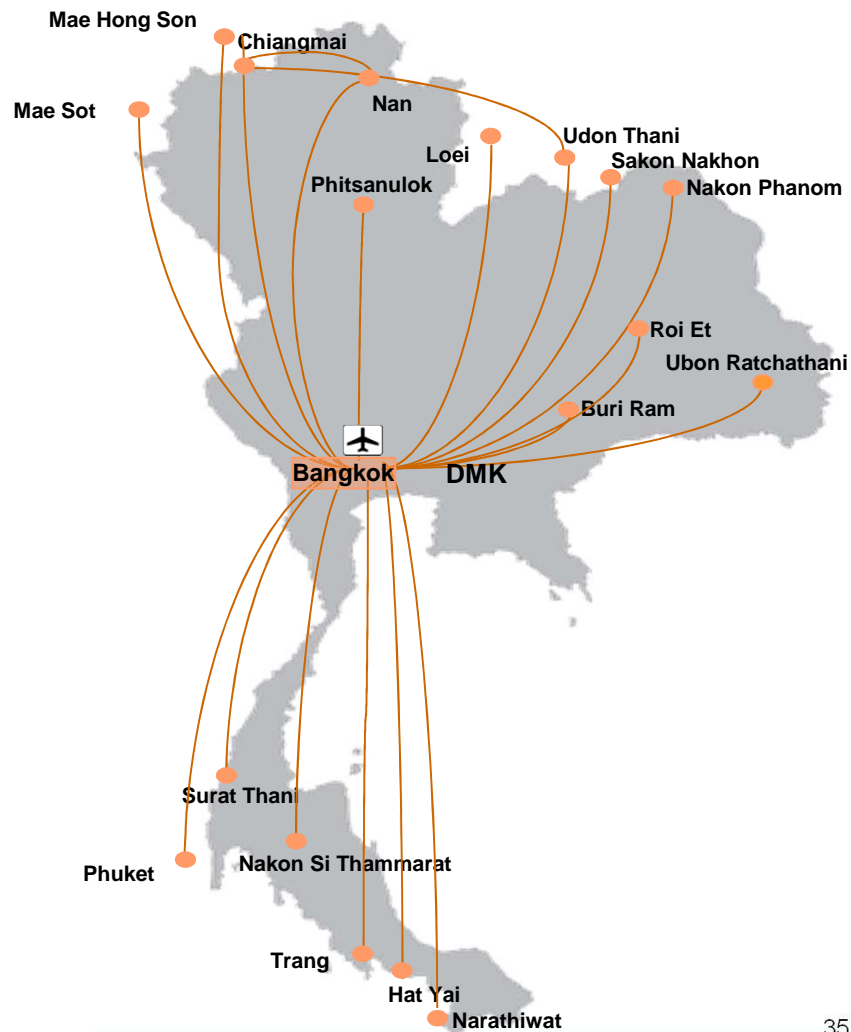 Mae Hong Son
Chiangmai
Mae Sot
Nan
Loei
Udon Thani
Sakon Nakhon
Phitsanulok
Nakon Phanom
Roi Et
Ubon Ratchathani
Buri Ram
Bangkok
DMK
Surat Thani
Nakon Si Thammarat
Phuket
Trang
Hat Yai
Narathiwat
35